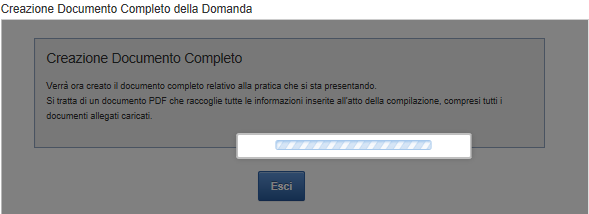 Creazione Documento Completo della Domanda
Creazione Documento Completo
Verrà ora creato il documento completo relativo alla pratica che si sta presentando.
Si tratta di un documento PDF che raccoglie tutte le informazioni inserite all'atto della compilazione, compresi tutti i
documenti allegati caricati.
Esci